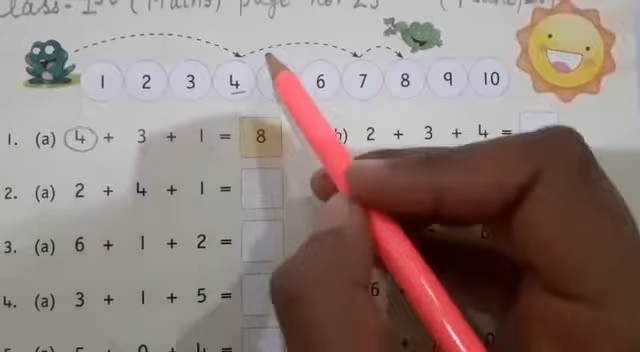 Class- 1st (Maths) page no. 25
1 2 3 4 6 7 8 9 10
1. (a) 4 + 3 + 1 = 8 b) 2 + 3 + 4 =
2. (a) 2 + 4 + 1 =
3. (a) 6 + 1 + 2 =
4. (a) 3 + 1 + 5 = 6